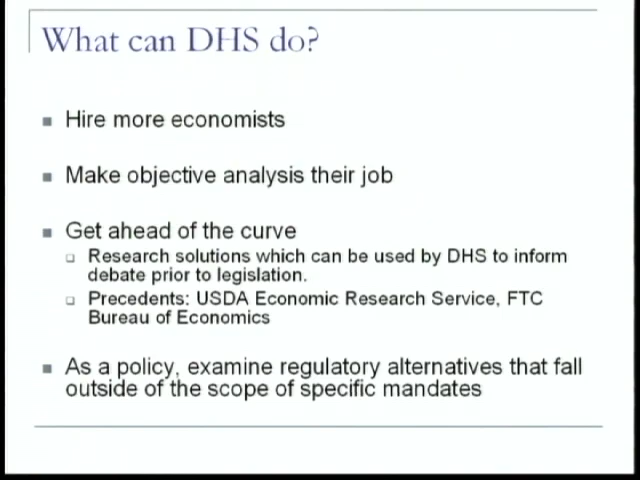 What can DHS do?
Hire more economists
Make objective analysis their job
Get ahead of the curve
Research solutions which can be used by DHS to inform
debate prior to legislation.
Precedents: USDA Economic Research Service, FTC
Bureau of Economics
As a policy, examine regulatory alternatives that fall
outside of the scope of specific mandates